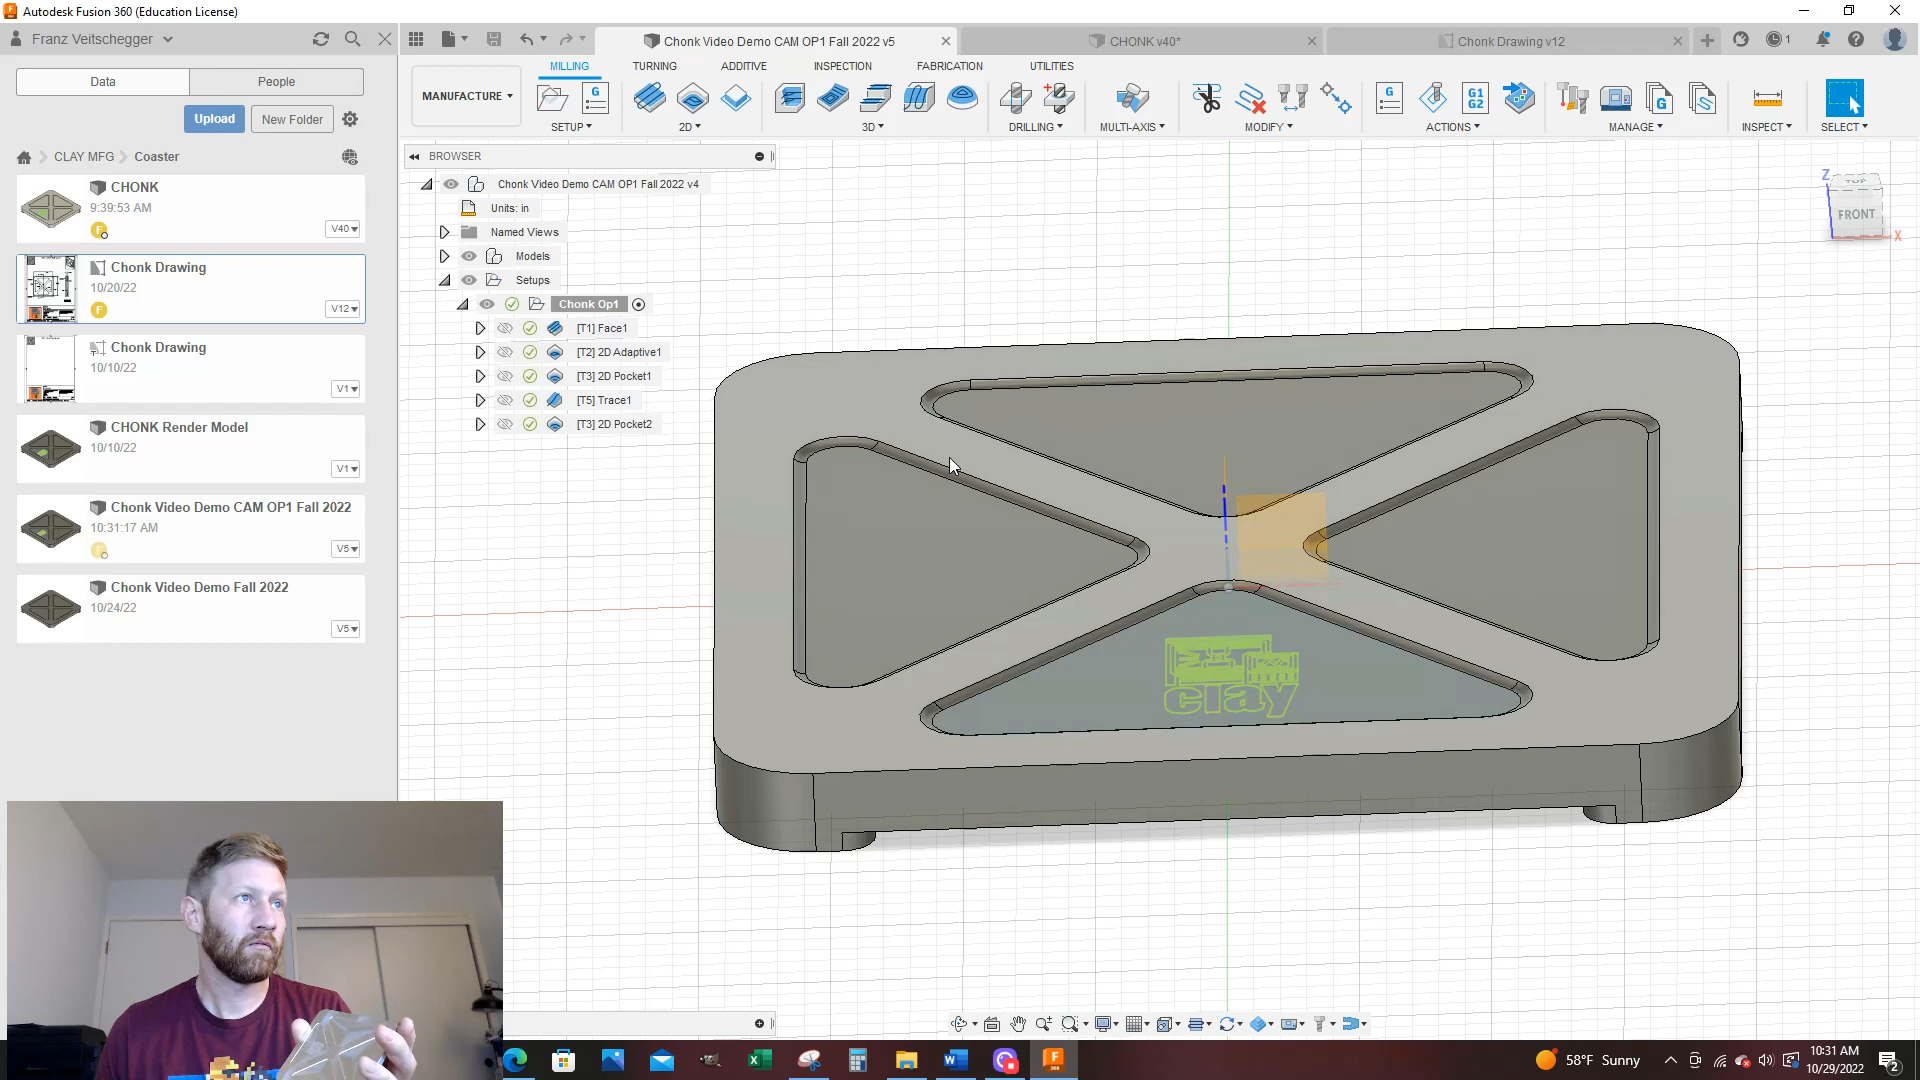 Autodesk Fusion 360 (Education License)
Franz Veitschegger
Data
People
Upload
New Folder
CLAY MFG
Coaster
CHONK
9:39:53 AM
V40
Chonk Drawing
10/20/22
V12
Chonk Drawing
10/10/22
V1
CHONK Render Model
10/10/22
V1
Chonk Video Demo CAM OP1 Fall 2022
10:31:17 AM
V5
Chonk Video Demo Fall 2022
10/24/22
V5
Chonk Video Demo CAM OP1 Fall 2022 v5
CHONK v40*
Chonk Drawing v12
1
MANUFACTURE
MILLING
TURNING
ADDITIVE
INSPECTION
FABRICATION
UTILITIES
SETUP
2D
3D
DRILLING
MULTI-AXIS
MODIFY
ACTIONS
MANAGE
INSPECT
SELECT
G
G
G1
G2
G
BROWSER
Chonk Video Demo CAM OP1 Fall 2022 v4
Units: in
Named Views
Models
Setups
Chonk Op1
[T1] Face1
[T2] 2D Adaptive1
[T3] 2D Pocket1
[T5] Trace1
[T3] 2D Pocket2
Z
TOP
FRONT
X
clay
58°F Sunny
10:31 AM
10/29/2022
2